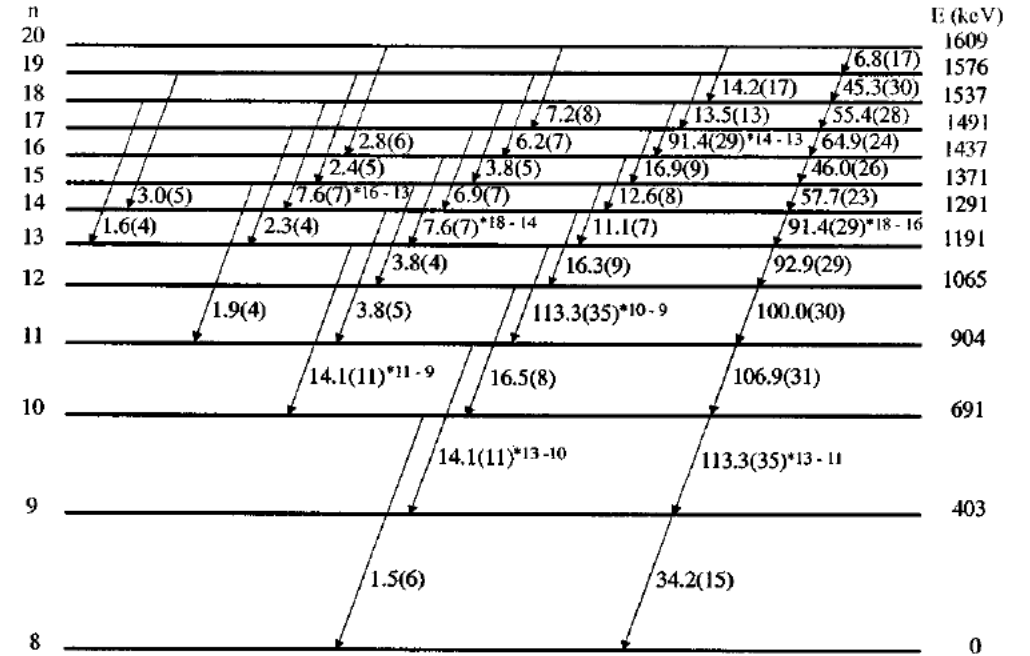 n E (keV)
20 1609
6.8(17)
19 1576
14.2(17) 45.3(30)
18 1537
7.2(8) 13.5(13) 55.4(28)
17 1491
2.8(6) 6.2(7) 91.4(29)*14 - 13 64.9(24)
16 1437
2.4(5) 3.8(5) 16.9(9) 46.0(26)
15 1371
3.0(5) 7.6(7)*16 - 13 6.9(7) 12.6(8) 57.7(23)
14 1291
1.6(4) 2.3(4) 7.6(7)*18 - 14 11.1(7) 91.4(29)*18 - 16
13 1191
3.8(4) 16.3(9) 92.9(29)
12 1065
1.9(4) 3.8(5) 113.3(35)*10 - 9 100.0(30)
11 904
14.1(11)*11 - 9 16.5(8) 106.9(31)
10 691
14.1(11)*13 - 10 113.3(35)*13 - 11
9 403
1.5(6) 34.2(15)
8 0